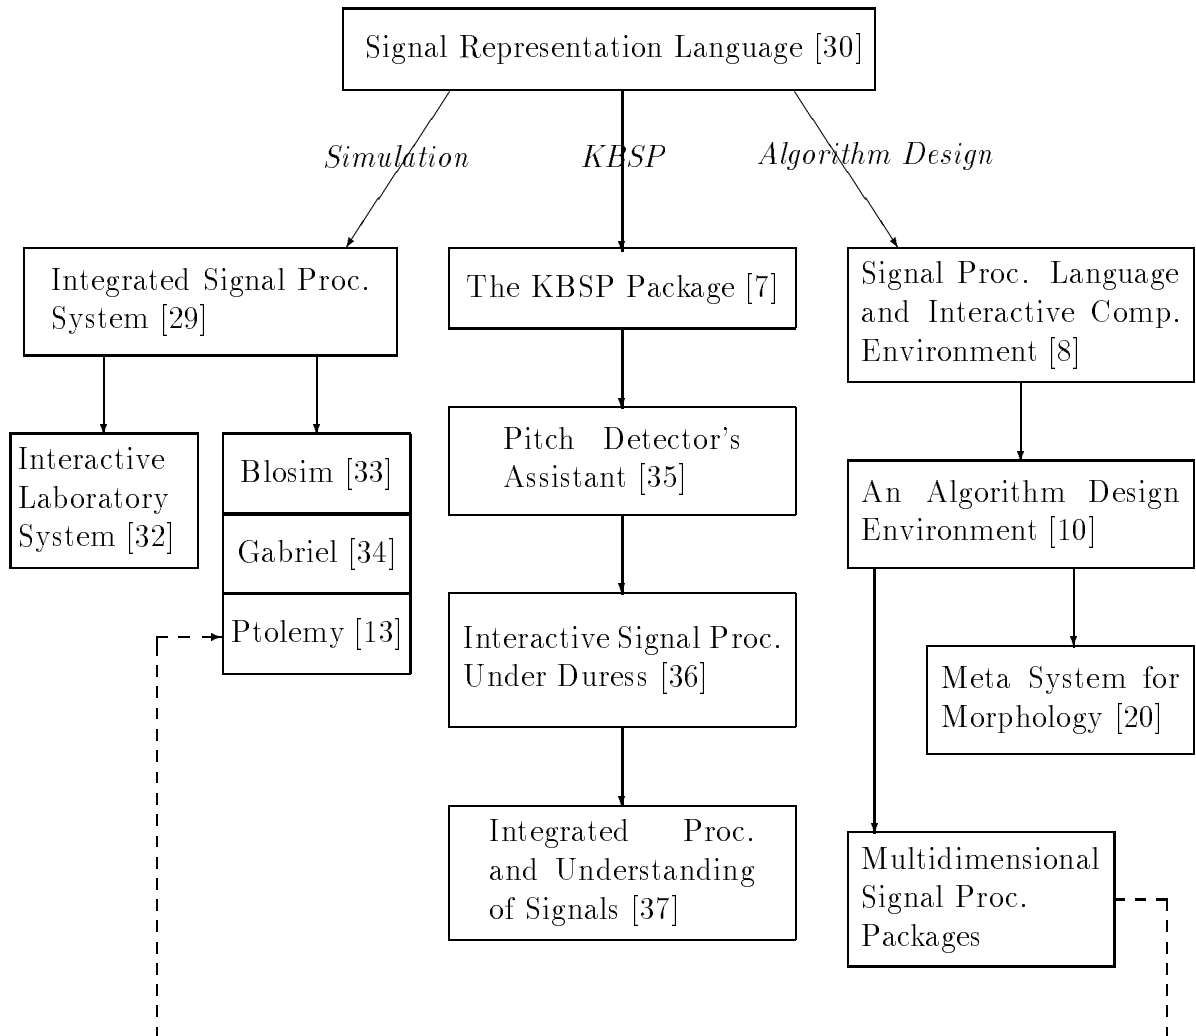 Signal Representation Language [30]
Simulation
KBSP
Algorithm Design
Integrated Signal Proc.
System [29]
The KBSP Package [7]
Signal Proc. Language
and Interactive Comp.
Environment [8]
Interactive
Laboratory
System [32]
Blosim [33]
Gabriel [34]
Ptolemy [13]
Pitch Detector's
Assistant [35]
An Algorithm Design
Environment [10]
Interactive Signal Proc.
Under Duress [36]
Meta System for
Morphology [20]
Integrated Proc.
and Understanding
of Signals [37]
Multidimensional
Signal Proc.
Packages